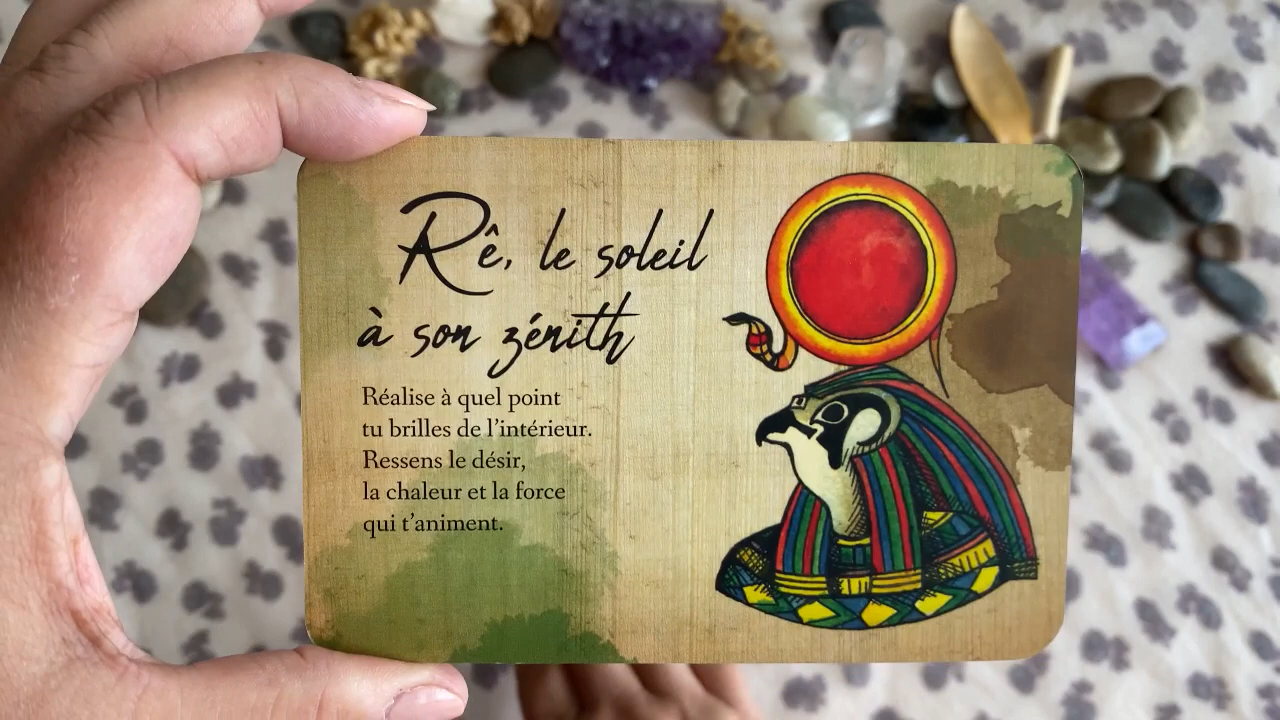 Rê, le soleil
à son zénith
Réalise à quel point
tu brilles de l’intérieur.
Ressens le désir,
la chaleur et la force
qui t’animent.